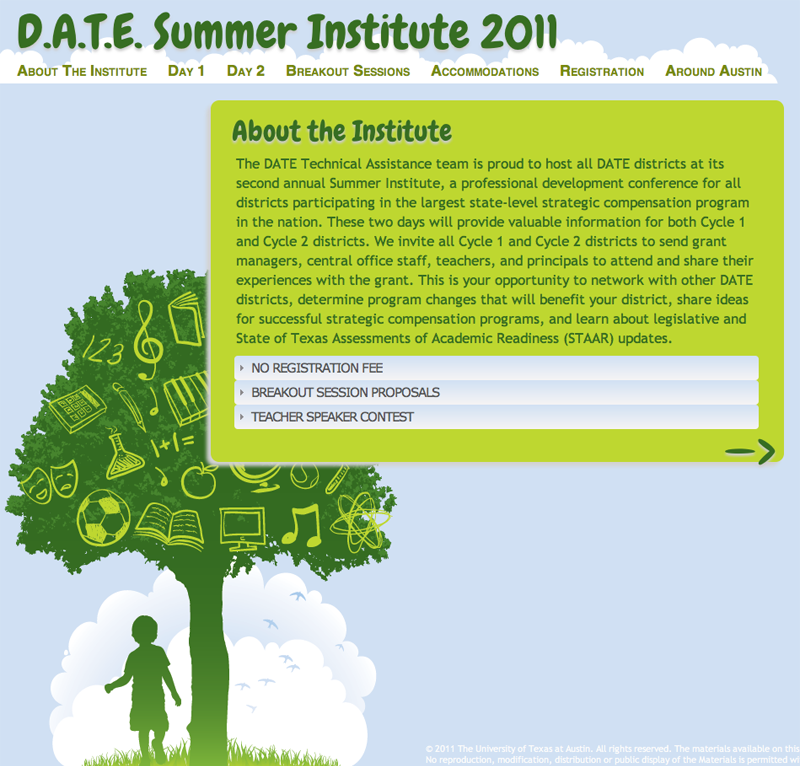 D.A.T.E. Summer Institute 2011
About The Institute Day 1 Day 2 Breakout Sessions Accommodations Registration Around Austin
About the Institute
The DATE Technical Assistance team is proud to host all DATE districts at its
second annual Summer Institute, a professional development conference for all
districts participating in the largest state-level strategic compensation program
in the nation. These two days will provide valuable information for both Cycle 1
and Cycle 2 districts. We invite all Cycle 1 and Cycle 2 districts to send grant
managers, central office staff, teachers, and principals to attend and share their
experiences with the grant. This is your opportunity to network with other DATE
districts, determine program changes that will benefit your district, share ideas
for successful strategic compensation programs, and learn about legislative and
State of Texas Assessments of Academic Readiness (STAAR) updates.
NO REGISTRATION FEE
BREAKOUT SESSION PROPOSALS
TEACHER SPEAKER CONTEST
123
1+1=
© 2011 The University of Texas at Austin. All rights reserved. The materials available on this
No reproduction, modification, distribution or public display of the Materials is permitted wi